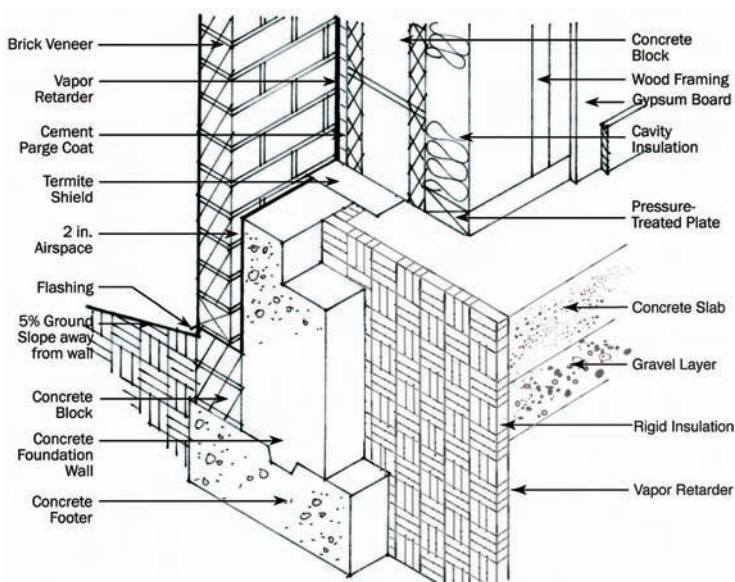 Brick Veneer
Vapor
Retarder
Cement
Parge Coat
Termite
Shield
2 in.
Airspace
Flashing
5% Ground
Slope away
from wall
Concrete
Block
Concrete
Foundation
Wall
Concrete
Footer
Concrete
Block
Wood Framing
Gypsum Board
Cavity
Insulation
Pressure-
Treated Plate
Concrete Slab
Gravel Layer
Rigid Insulation
Vapor Retarder